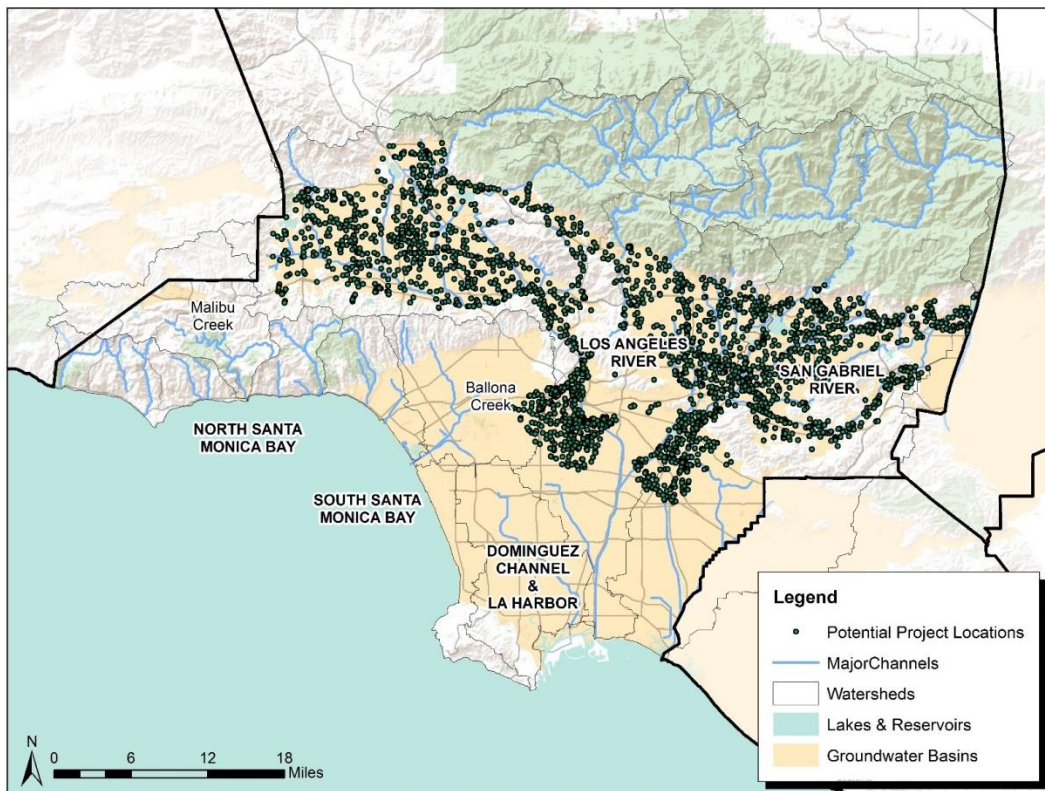 Malibu
Creek
LOS ANGELES
RIVER
SAN GABRIEL
RIVER
Ballona
Creek
NORTH SANTA
MONICA BAY
SOUTH SANTA
MONICA BAY
DOMINGUEZ
CHANNEL
&
LA HARBOR
Legend
Potential Project Locations
MajorChannels
Watersheds
Lakes & Reservoirs
Groundwater Basins
N
0 6 12 18
Miles